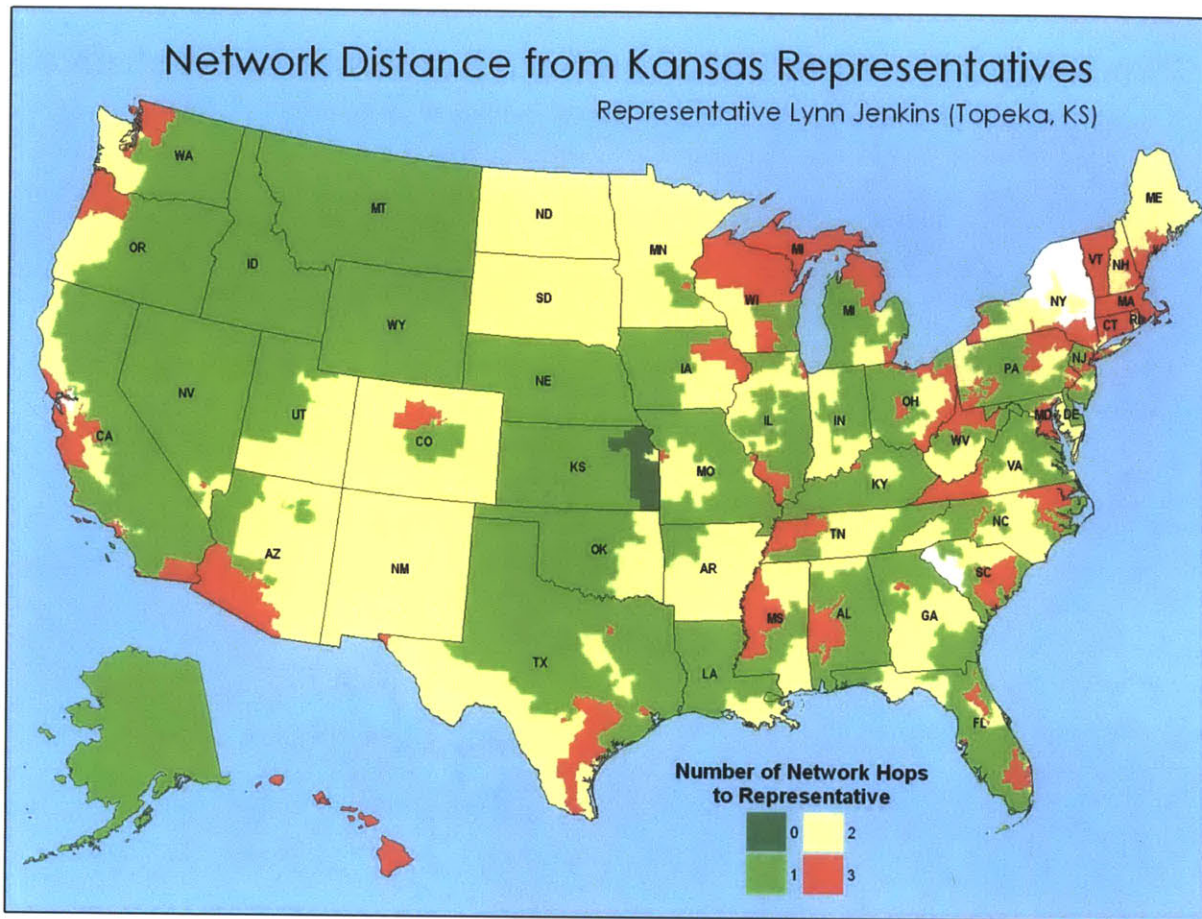 Network Distance from Kansas Representatives
Representative Lynn Jenkins (Topeka, KS)
WA
MT
ND
MN
ME
OR
ID
SD
WI
MI
MI
VT
NH
NY
MA
CT
RI
WY
IA
NE
PA
NJ
NV
UT
CO
IL
IN
OH
MD
DE
WV
CA
KS
MO
KY
VA
AZ
NM
OK
AR
TN
NC
SC
MS
AL
GA
TX
LA
FL
Number of Network Hops
to Representative
0
2
1
3